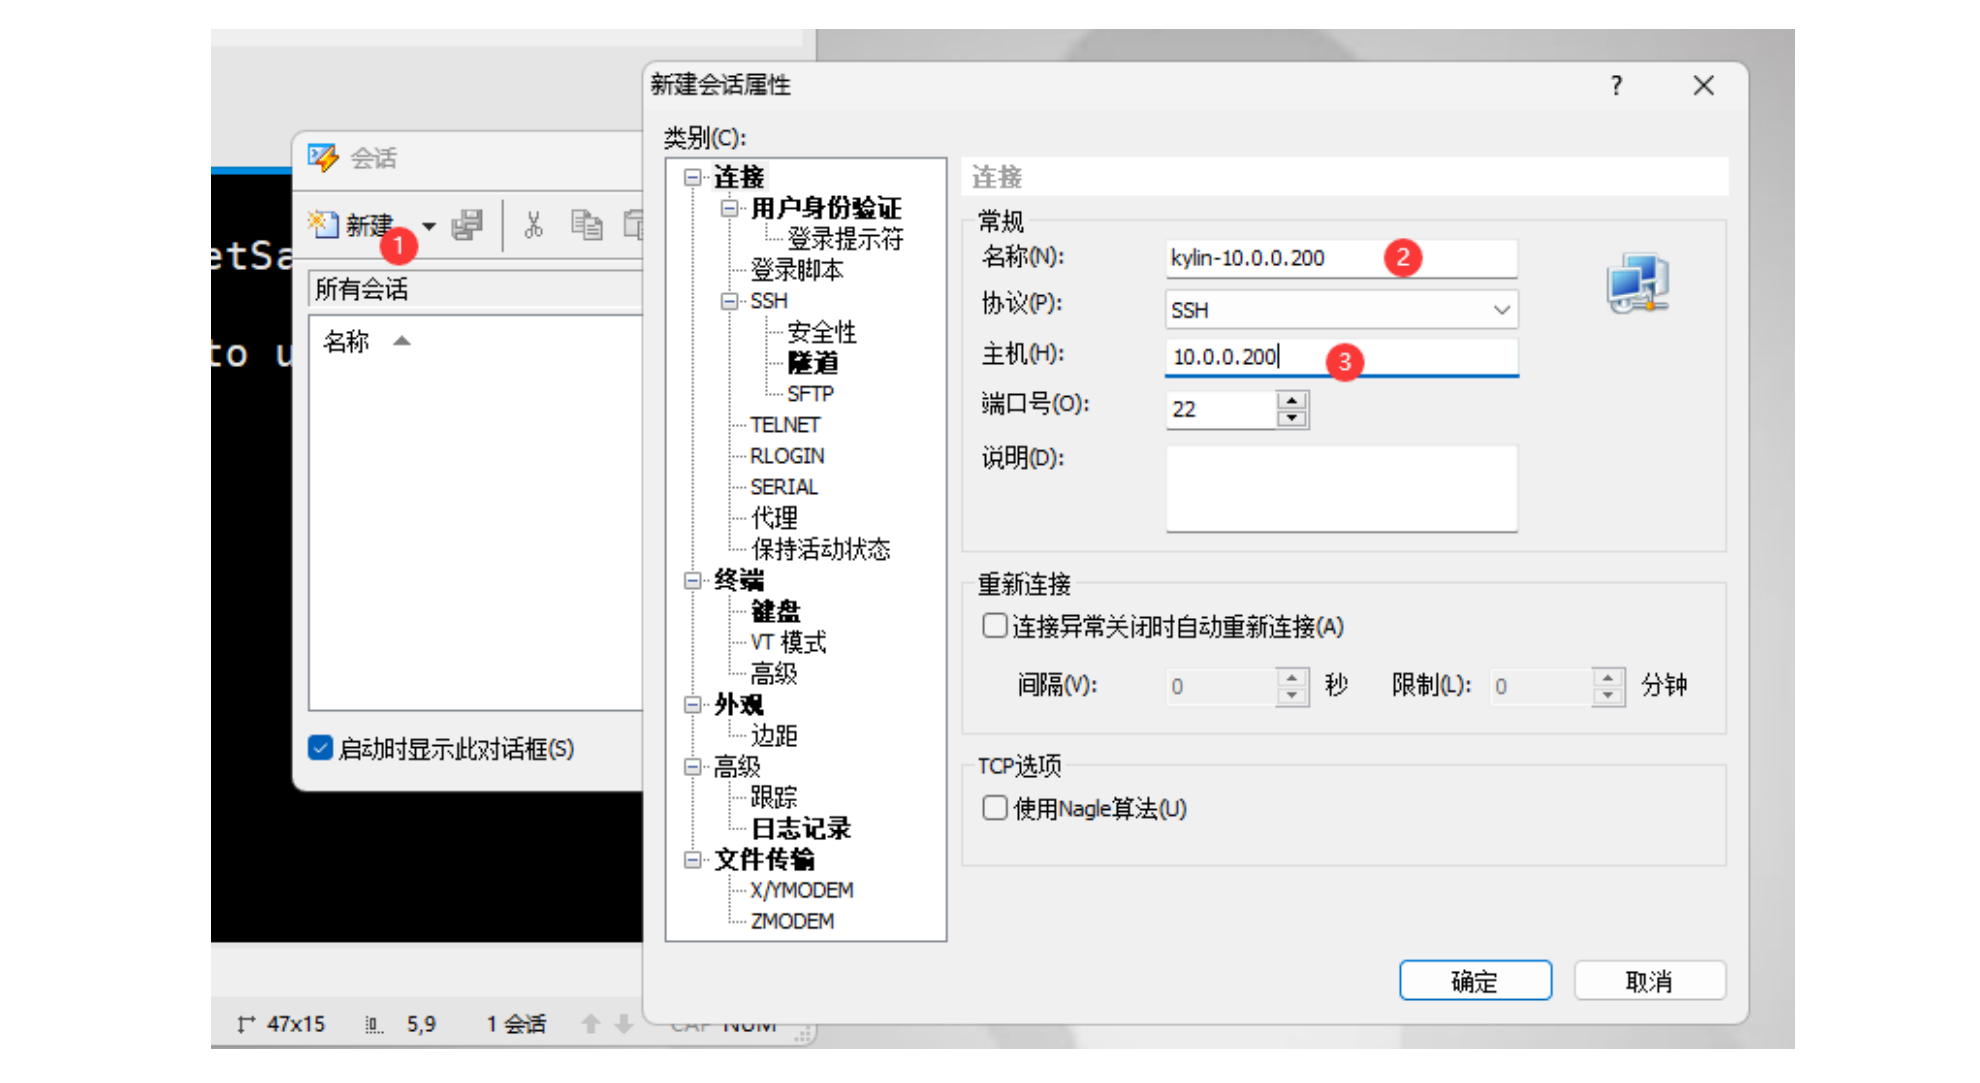 新建会话属性
?
类别(C):
会话
新建
1
所有会话
名称
启动时显示此对话框(S)
etSa
to u
连接
用户身份验证
登录提示符
登录脚本
SSH
安全性
隧道
SFTP
TELNET
RLOGIN
SERIAL
代理
保持活动状态
终端
键盘
VT 模式
高级
外观
边距
高级
跟踪
日志记录
文件传输
X/YMODEM
ZMODEM
连接
常规
名称(N): kylin-10.0.0.200 2
协议(P): SSH
主机(H): 10.0.0.200 3
端口号(O): 22
说明(D):
重新连接
连接异常关闭时自动重新连接(A)
间隔(V): 0 秒 限制(L): 0 分钟
TCP选项
使用Nagle算法(U)
确定 取消
47x15 5,9 1 会话 CAP NUM